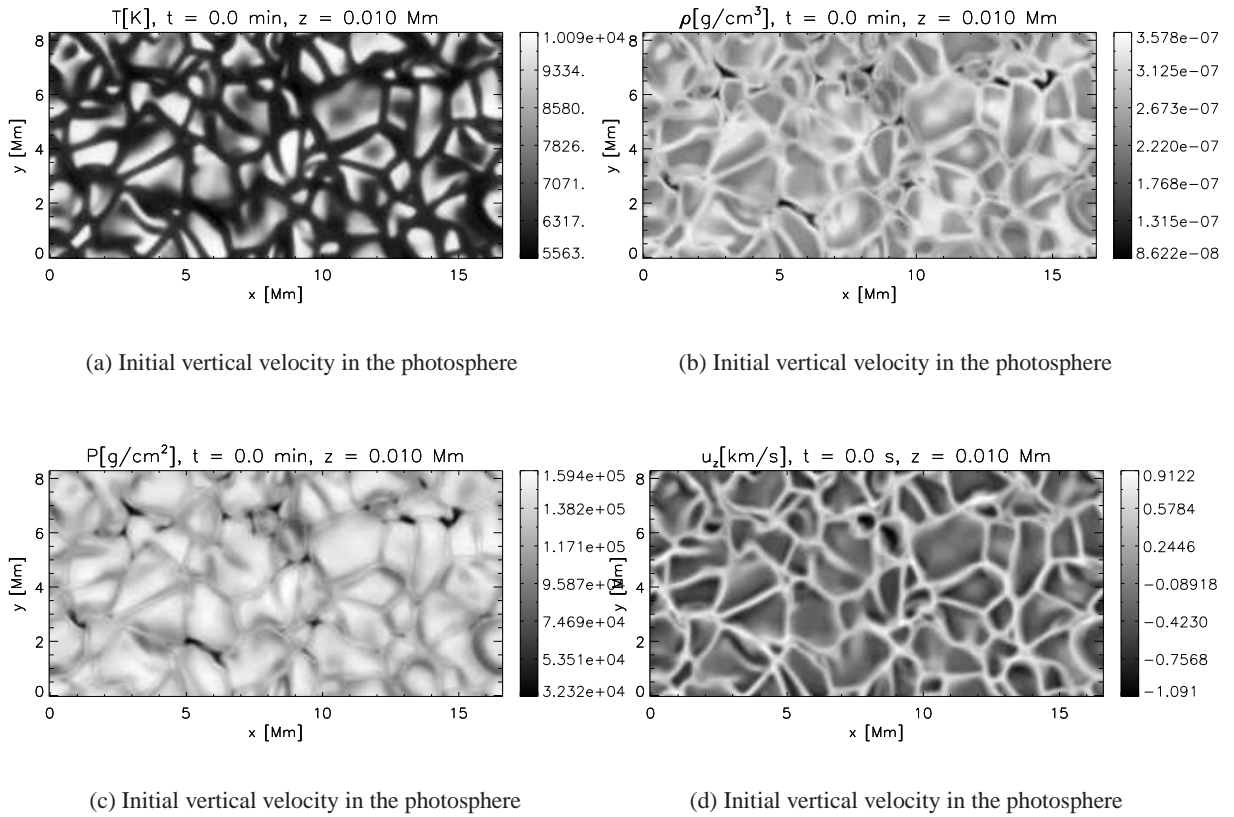 T[K], t = 0.0 min, z = 0.010 Mm
8
6
4
2
0
y [Mm]
0 5 10 15
x [Mm]
1.009e+04
9334.
8580.
7826.
7071.
6317.
5563.
(a) Initial vertical velocity in the photosphere
ρ[g/cm³], t = 0.0 min, z = 0.010 Mm
8
6
4
2
0
y [Mm]
0 5 10 15
x [Mm]
3.578e-07
3.125e-07
2.673e-07
2.220e-07
1.768e-07
1.315e-07
8.622e-08
(b) Initial vertical velocity in the photosphere
P[g/cm²], t = 0.0 min, z = 0.010 Mm
8
6
4
2
0
y [Mm]
0 5 10 15
x [Mm]
1.594e+05
1.382e+05
1.171e+05
9.587e+04
7.469e+04
5.351e+04
3.232e+04
(c) Initial vertical velocity in the photosphere
u_z[km/s], t = 0.0 s, z = 0.010 Mm
8
6
4
2
0
y [Mm]
0 5 10 15
x [Mm]
0.9122
0.5784
0.2446
-0.08918
-0.4230
-0.7568
-1.091
(d) Initial vertical velocity in the photosphere